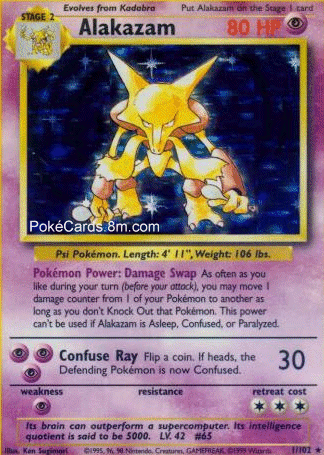 STAGE 2
Evolves from Kadabra
Put Alakazam on the Stage 1 card
Alakazam
80 HP
PokéCards.8m.com
Psi Pokémon. Length: 4' 11", Weight: 106 lbs.
Pokémon Power: Damage Swap As often as you
like during your turn (before your attack), you may move 1
damage counter from 1 of your Pokémon to another as
long as you don't Knock Out that Pokémon. This power
can't be used if Alakazam is Asleep, Confused, or Paralyzed.
Confuse Ray Flip a coin. If heads, the
Defending Pokémon is now Confused.
30
weakness
resistance
retreat cost
Its brain can outperform a supercomputer. Its intelligence
quotient is said to be 5000. LV. 42 #65
Illus. Ken Sugimori
©1995, 96, 98 Nintendo, Creatures, GAMEFREAK. ©1999 Wizards.
1/102 ★